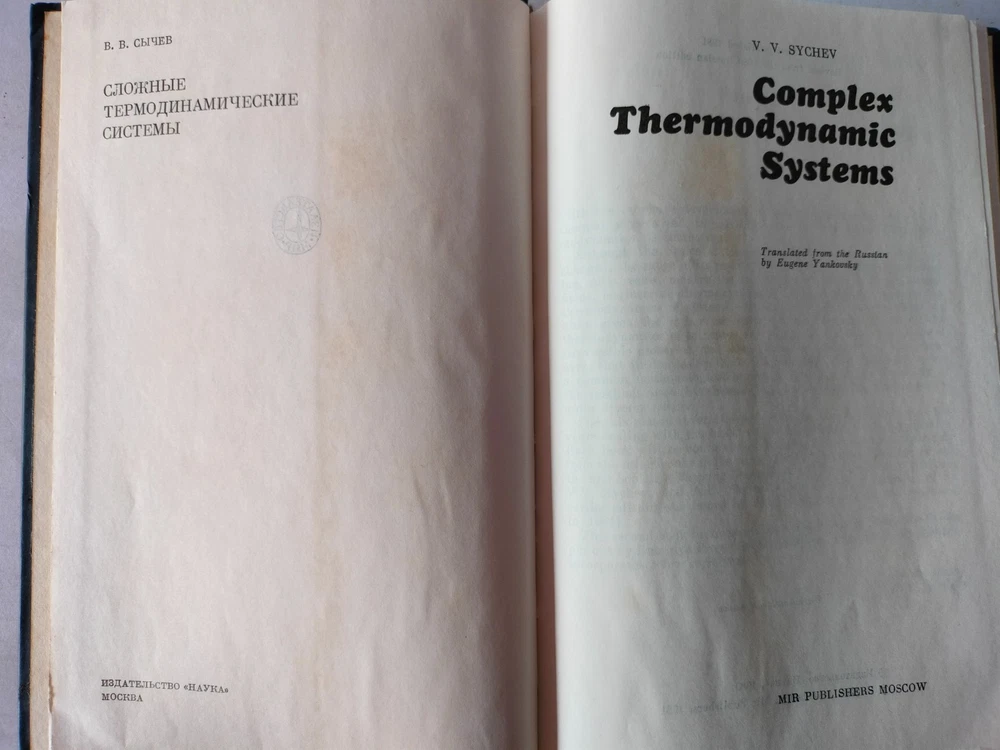 В. В. СЫЧЕВ
СЛОЖНЫЕ
ТЕРМОДИНАМИЧЕСКИЕ
СИСТЕМЫ
ИЗДАТЕЛЬСТВО «НАУКА»
МОСКВА
V. V. SYCHEV
Complex
Thermodynamic
Systems
Translated from the Russian
by Eugene Yankovsky
MIR PUBLISHERS MOSCOW